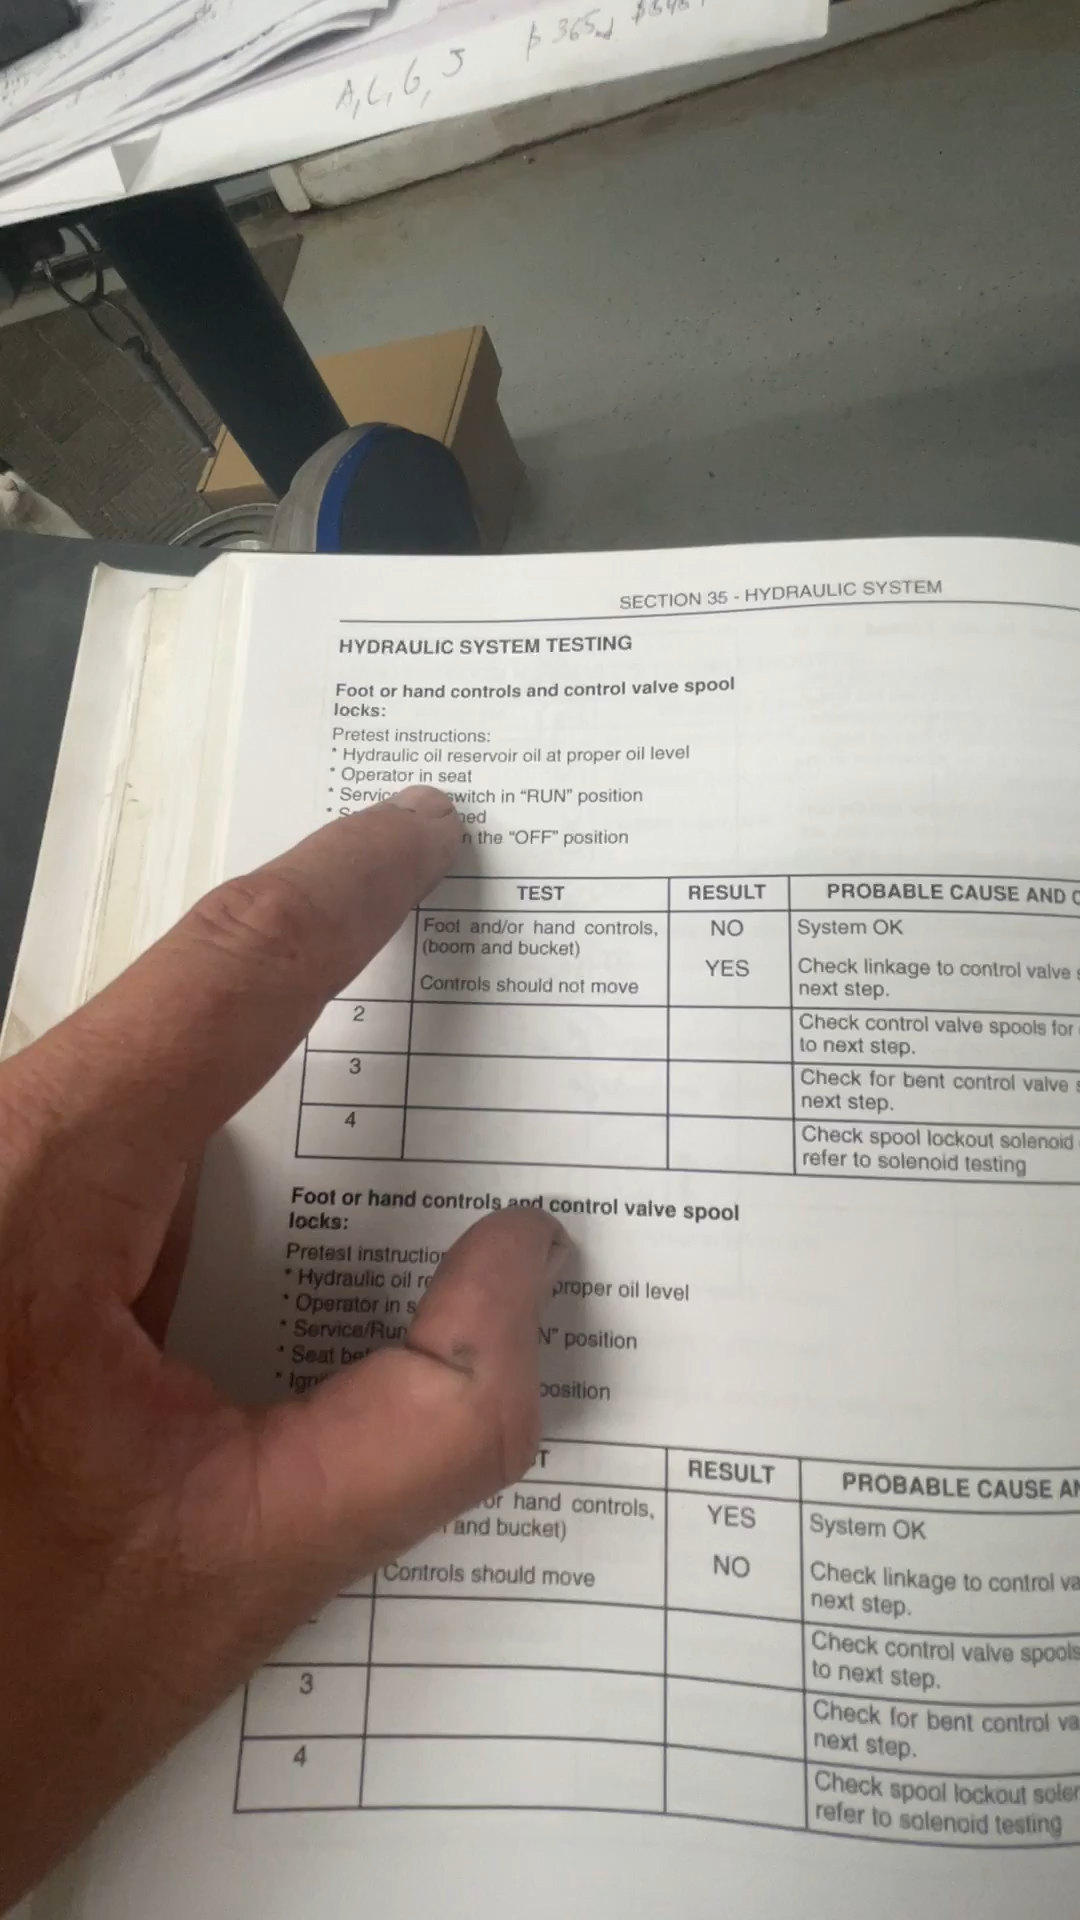 A, C, G, J $ 365
SECTION 35 - HYDRAULIC SYSTEM
HYDRAULIC SYSTEM TESTING
Foot or hand controls and control valve spool
locks:
Pretest instructions:
* Hydraulic oil reservoir oil at proper oil level
* Operator in seat
* Servic switch in “RUN” position
* S ned
n the “OFF” position
TEST RESULT PROBABLE CAUSE AND C
Foot and/or hand controls, NO System OK
(boom and bucket)
YES Check linkage to control valve s
Controls should not move next step.
2 Check control valve spools for
to next step.
3 Check for bent control valve s
next step.
4 Check spool lockout solenoid
refer to solenoid testing
Foot or hand controls and control valve spool
locks:
Pretest instruction
* Hydraulic oil re proper oil level
* Operator in s
* Service/Run N” position
* Seat be
* Ign position
T RESULT PROBABLE CAUSE AN
or hand controls, YES System OK
and bucket)
NO Check linkage to control va
Controls should move next step.
Check control valve spools
to next step.
3 Check for bent control va
next step.
4 Check spool lockout soler
refer to solenoid testing